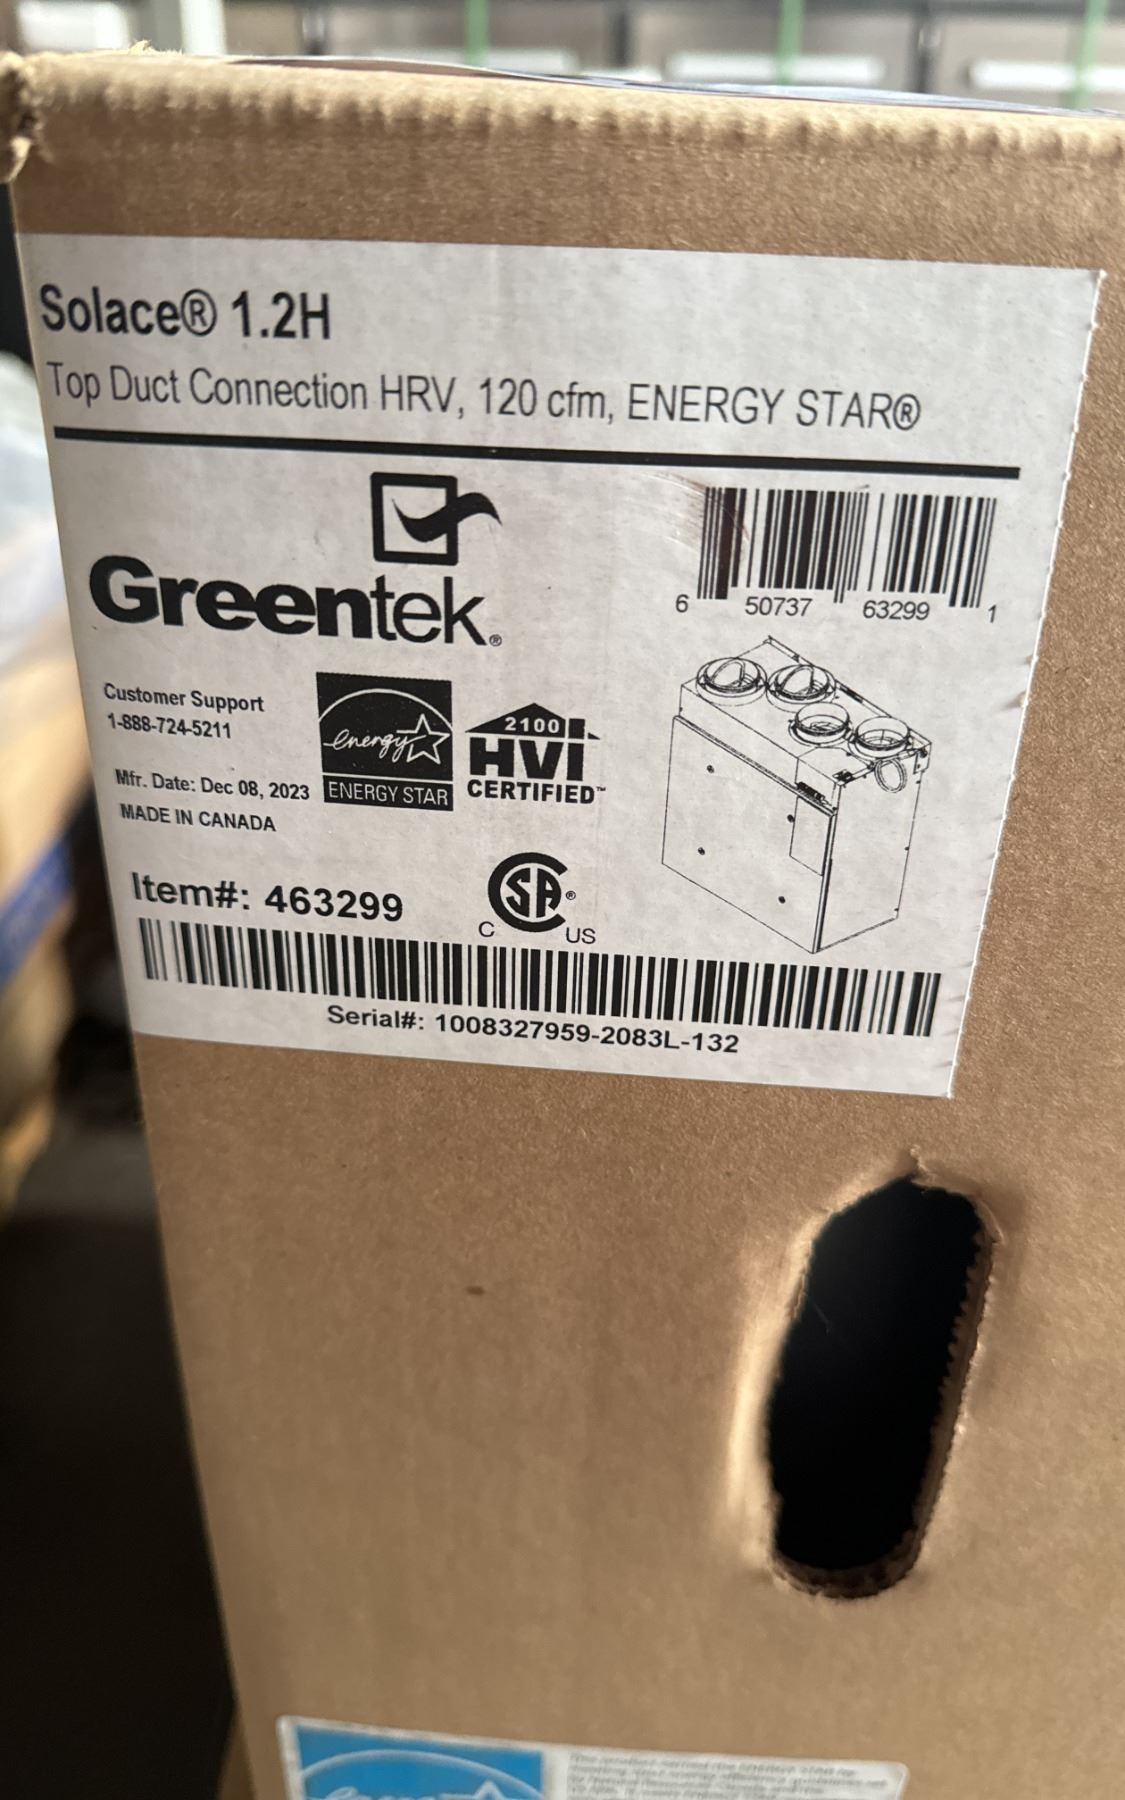 Solace® 1.2H
Top Duct Connection HRV, 120 cfm, ENERGY STAR®
Greentek®
6 50737 63299 1
Customer Support
1-888-724-5211
Mfr. Date: Dec 08, 2023
MADE IN CANADA
energy
ENERGY STAR
2100
HVI
CERTIFIED™
Item#: 463299
C SA® US
Serial#: 1008327959-2083L-132